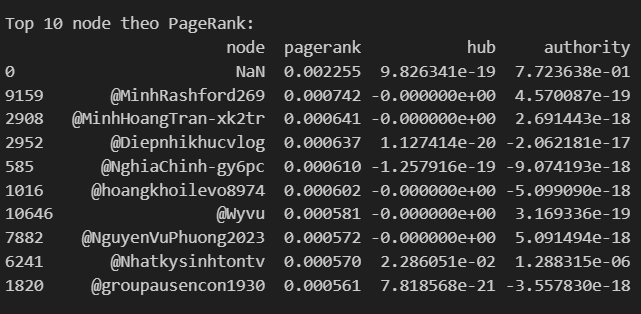 Top 10 node theo PageRank:
node pagerank hub authority
0 NaN 0.002255 9.826341e-19 7.723638e-01
9159 @MinhRashford269 0.000742 -0.000000e+00 4.570087e-19
2908 @MinhHoangTran-xk2tr 0.000641 -0.000000e+00 2.691443e-18
2952 @Diepnhikhucvlog 0.000637 1.127414e-20 -2.062181e-17
585 @NghiaChinh-gy6pc 0.000610 -1.257916e-19 -9.074193e-18
1016 @hoangkhoilevo8974 0.000602 -0.000000e+00 -5.099090e-18
10646 @Wyvu 0.000581 -0.000000e+00 3.169336e-19
7882 @NguyenVuPhuong2023 0.000572 -0.000000e+00 5.091494e-18
6241 @Nhatkysinhtontv 0.000570 2.286051e-02 1.288315e-06
1820 @groupausencon1930 0.000561 7.818568e-21 -3.557830e-18